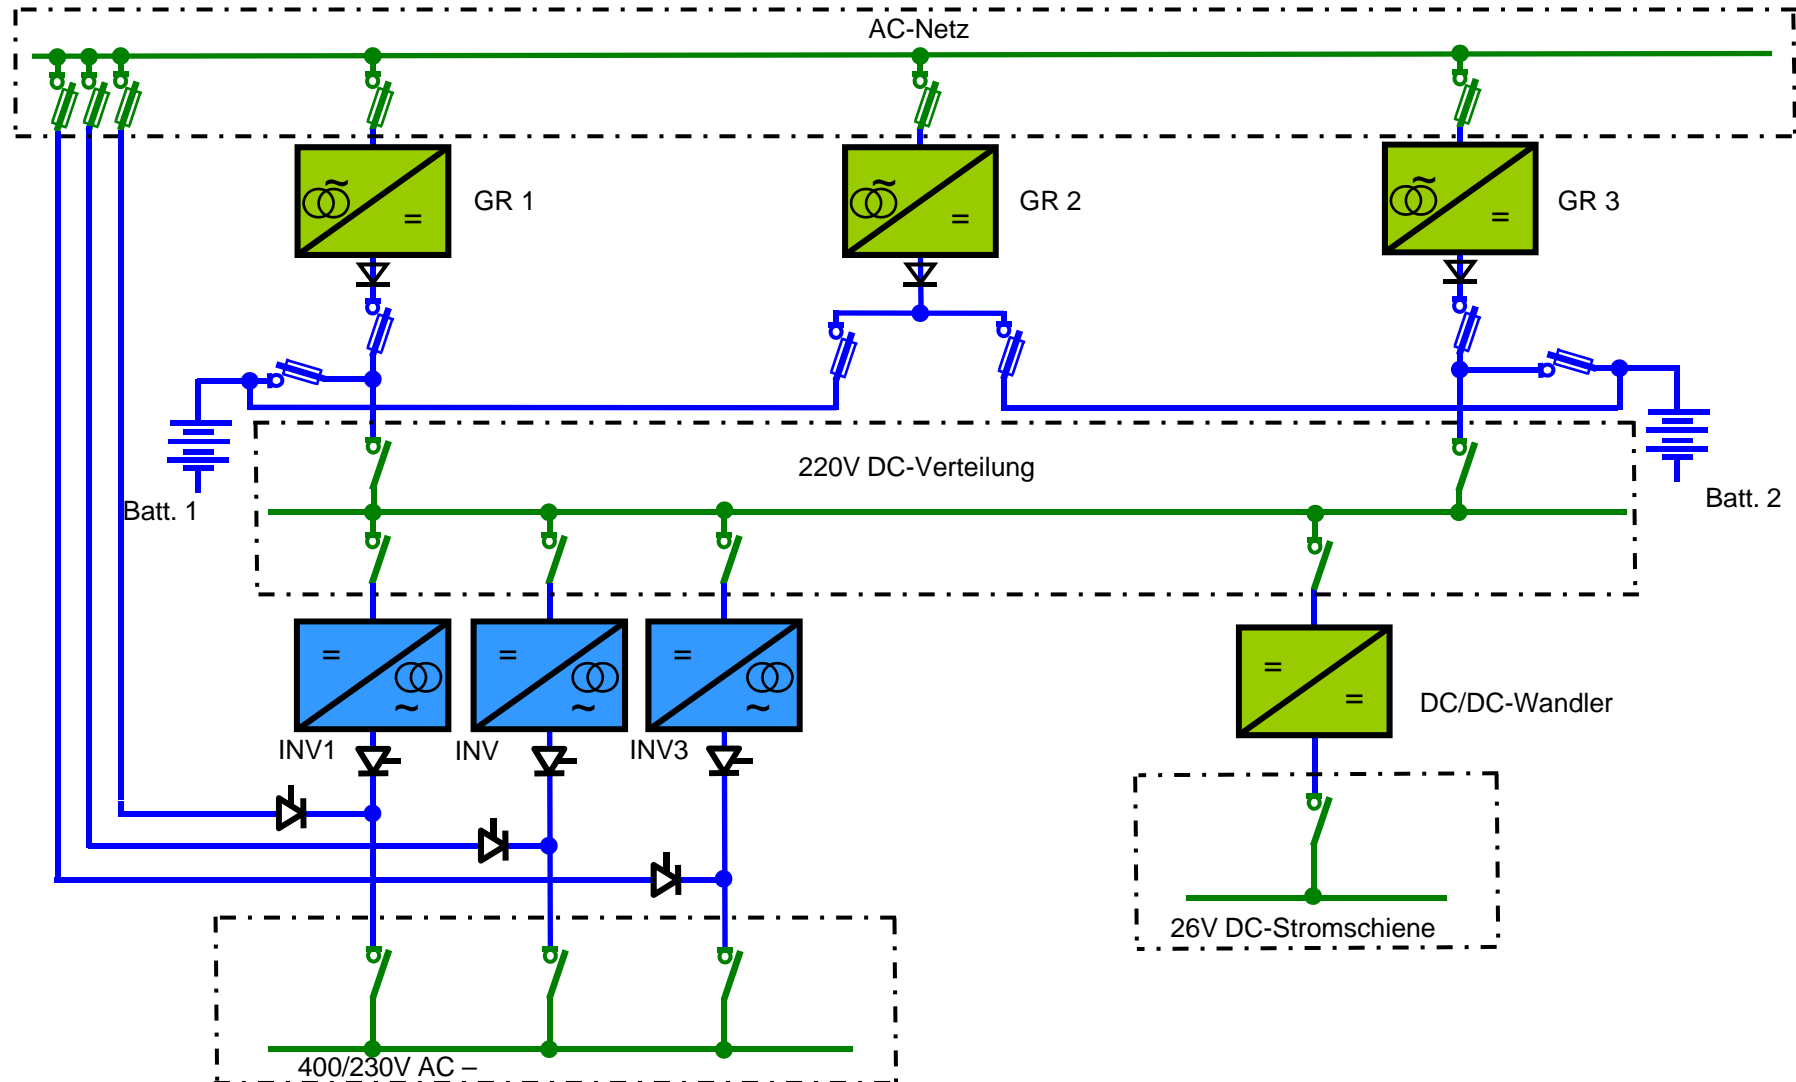 AC-Netz
GR 1
GR 2
GR 3
220V DC-Verteilung
Batt. 1
Batt. 2
INV1
INV
INV3
DC/DC-Wandler
26V DC-Stromschiene
400/230V AC –